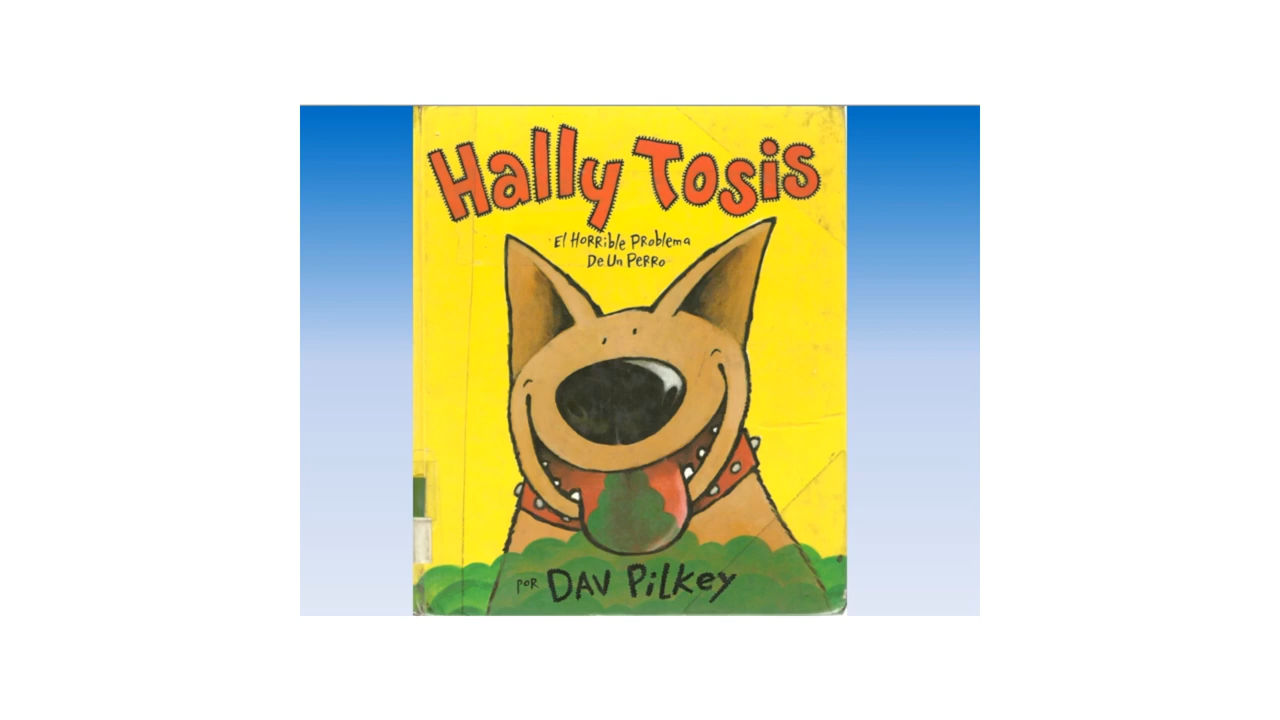 Hally Tosis
El Horrible Problema
De Un Perro
por Dav Pilkey